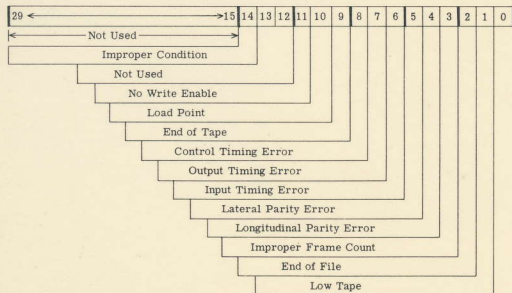 29 15 14 13 12 11 10 9 8 7 6 5 4 3 2 1 0
Not Used
Improper Condition
Not Used
No Write Enable
Load Point
End of Tape
Control Timing Error
Output Timing Error
Input Timing Error
Lateral Parity Error
Longitudinal Parity Error
Improper Frame Count
End of File
Low Tape